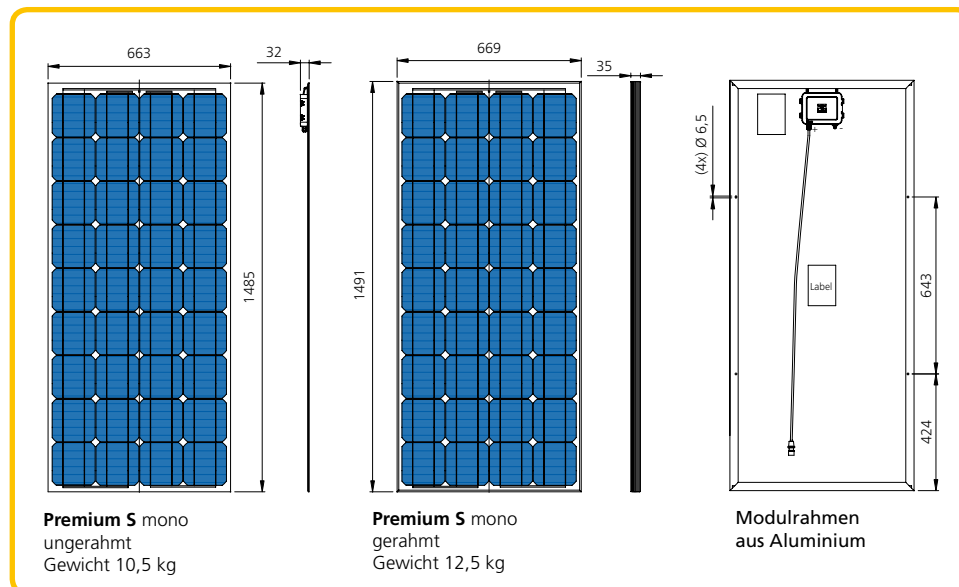 663
32
1485
Premium S mono
ungerahmt
Gewicht 10,5 kg
669
35
1491
Premium S mono
gerahmt
Gewicht 12,5 kg
(4x) Ø 6,5
+ -
Label
643
424
Modulrahmen
aus Aluminium